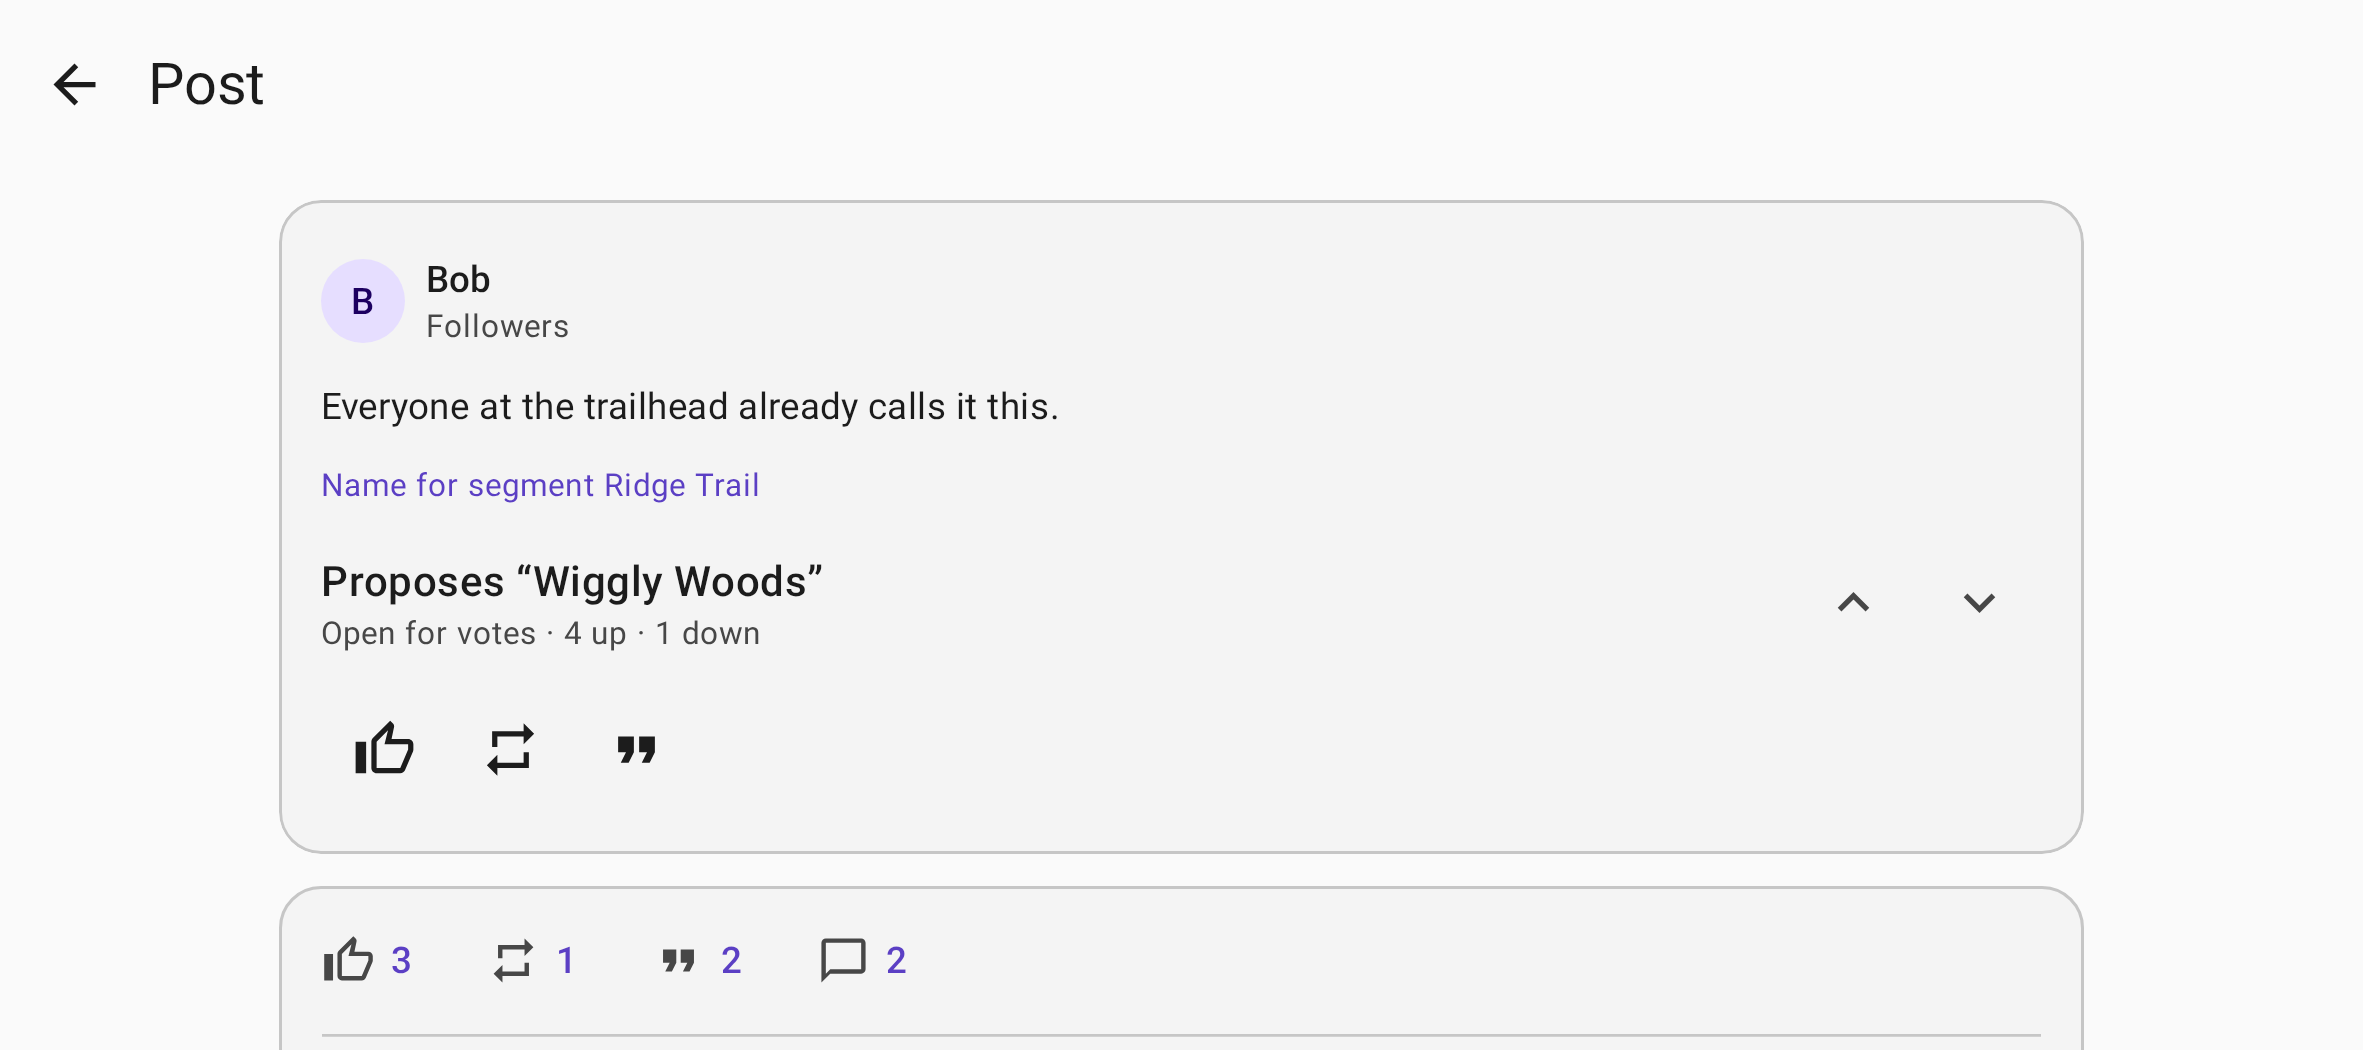 Post
B
Bob
Followers
Everyone at the trailhead already calls it this.
Name for segment Ridge Trail
Proposes “Wiggly Woods”
Open for votes · 4 up · 1 down
3 1 2 2